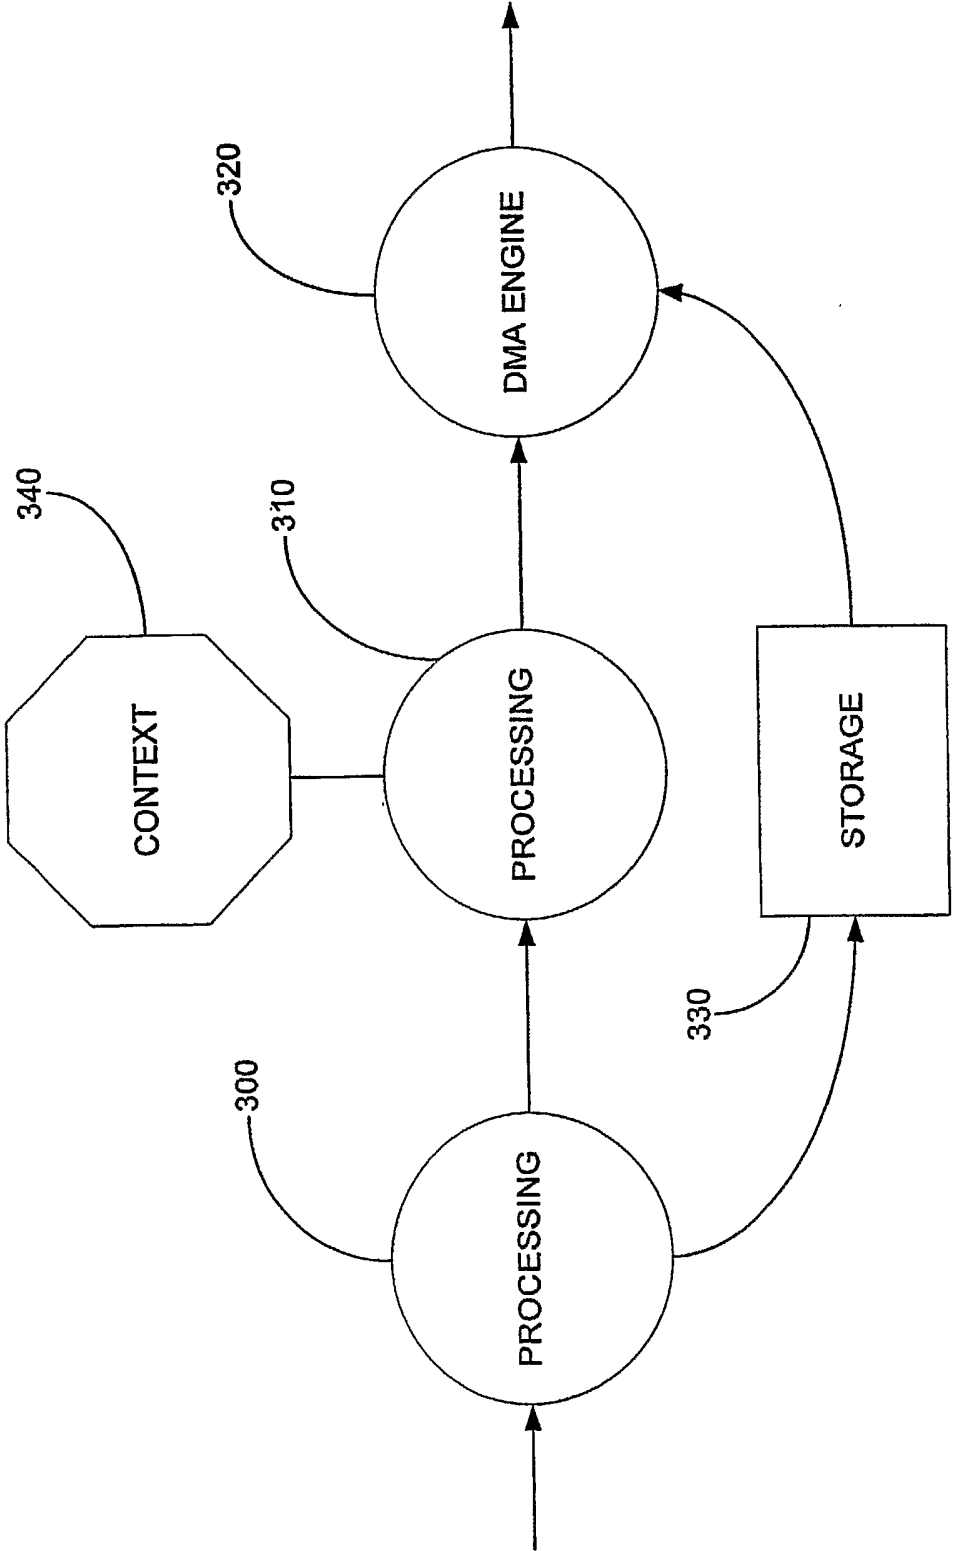 340
CONTEXT
300
310
320
PROCESSING
PROCESSING
DMA ENGINE
330
STORAGE